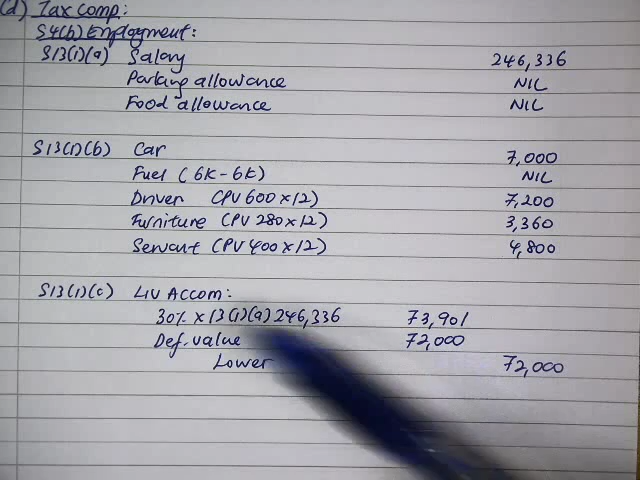 (d) Tax comp:
S4(b) Employment:
S13(1)(a) Salary 246,336
Parking allowance NIL
Food allowance NIL
S13(1)(b) Car 7,000
Fuel (6K-6K) NIL
Driver (PV 600 x 12) 7,200
Furniture (PV 280 x 12) 3,360
Servant (PV 400 x 12) 4,800
S13(1)(c) Liv Accom:
30% x 13(1)(a) 246,336 73,901
Def. value 72,000
Lower 72,000